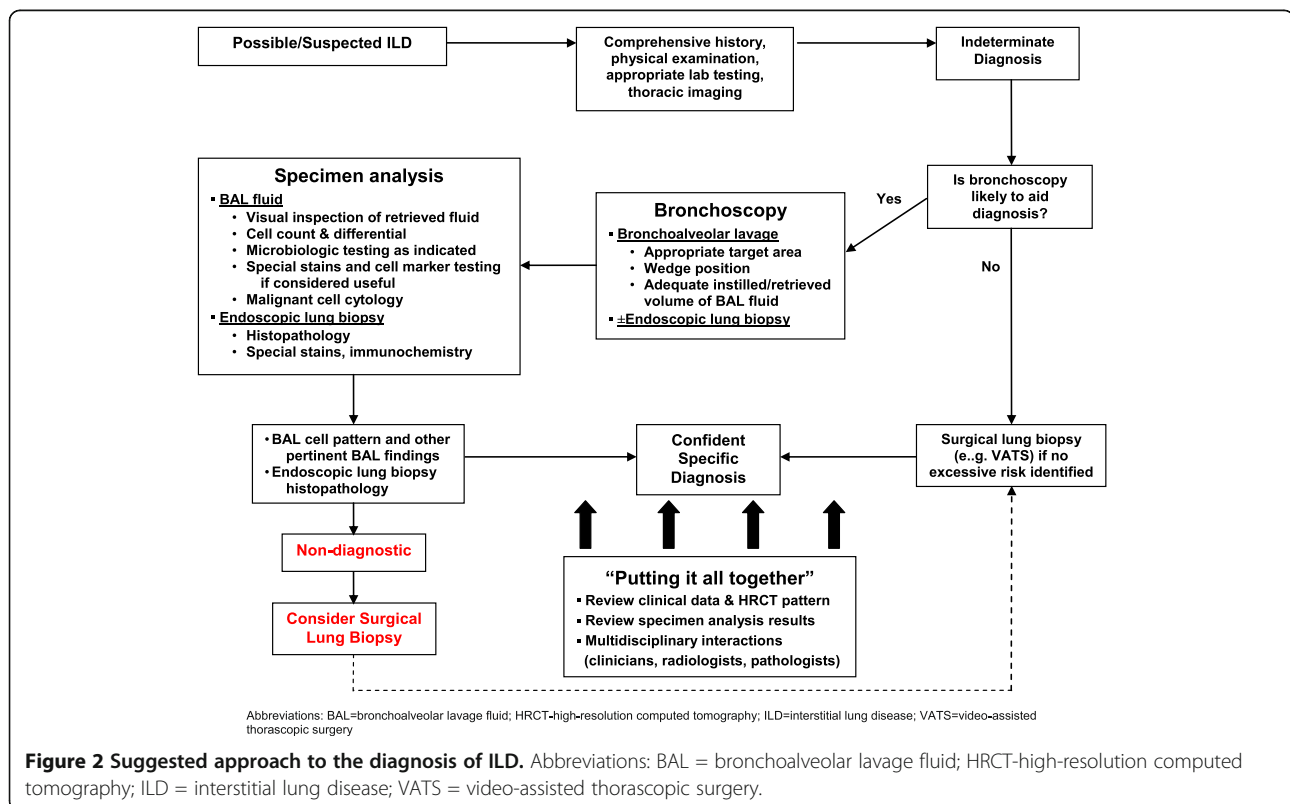 Possible/Suspected ILD
Comprehensive history,
physical examination,
appropriate lab testing,
thoracic imaging
Indeterminate
Diagnosis
Is bronchoscopy
likely to aid
diagnosis?
Yes
No
Bronchoscopy
▪ Bronchoalveolar lavage
• Appropriate target area
• Wedge position
• Adequate instilled/retrieved
volume of BAL fluid
▪ ±Endoscopic lung biopsy
Specimen analysis
▪ BAL fluid
• Visual inspection of retrieved fluid
• Cell count & differential
• Microbiologic testing as indicated
• Special stains and cell marker testing
if considered useful
• Malignant cell cytology
▪ Endoscopic lung biopsy
• Histopathology
• Special stains, immunochemistry
• BAL cell pattern and other
pertinent BAL findings
• Endoscopic lung biopsy
histopathology
Confident
Specific
Diagnosis
Surgical lung biopsy
(e..g. VATS) if no
excessive risk identified
Non-diagnostic
Consider Surgical
Lung Biopsy
“Putting it all together”
▪ Review clinical data & HRCT pattern
▪ Review specimen analysis results
▪ Multidisciplinary interactions
(clinicians, radiologists, pathologists)
Abbreviations: BAL=bronchoalveolar lavage fluid; HRCT-high-resolution computed tomography; ILD=interstitial lung disease; VATS=video-assisted
thorascopic surgery
Figure 2 Suggested approach to the diagnosis of ILD. Abbreviations: BAL = bronchoalveolar lavage fluid; HRCT-high-resolution computed
tomography; ILD = interstitial lung disease; VATS = video-assisted thorascopic surgery.